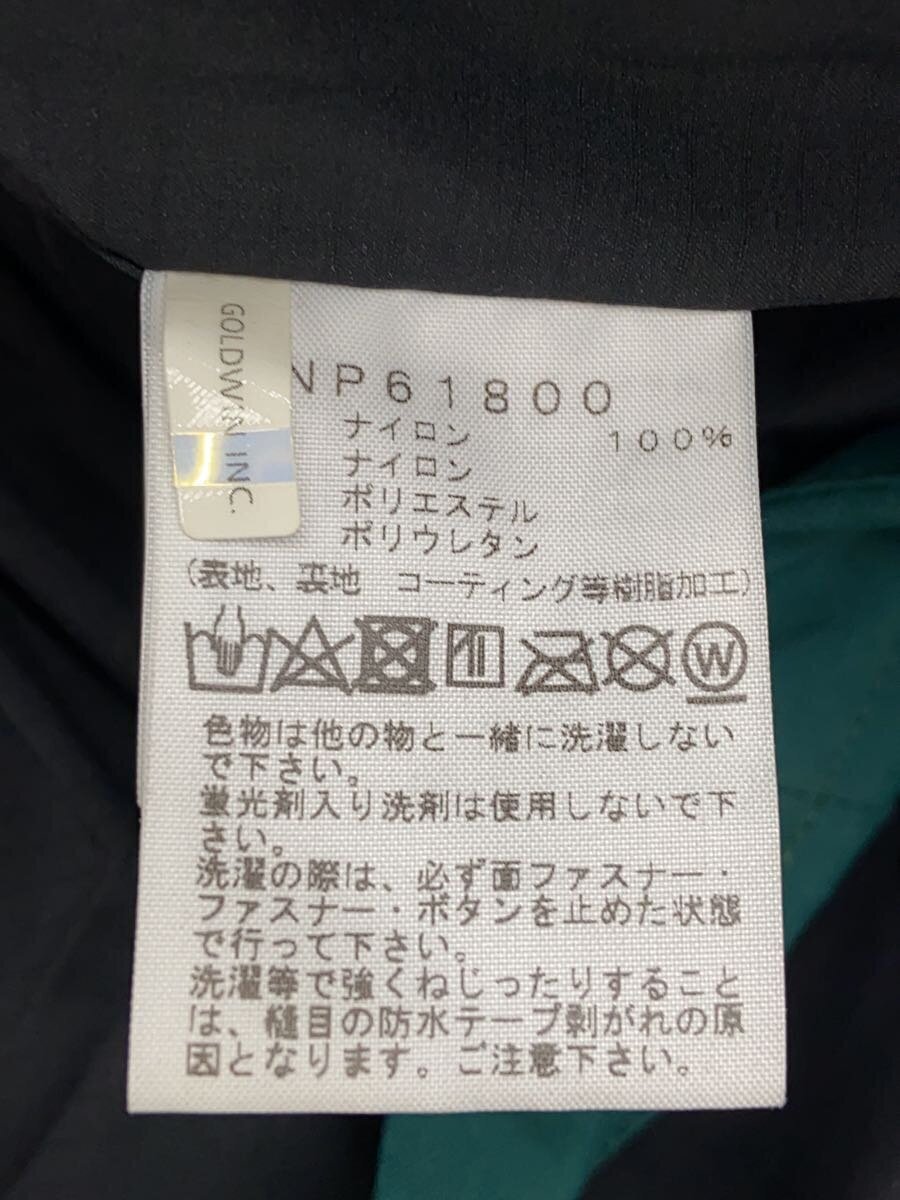 GOLDWIN INC.
NP61800
ナイロン 100%
ナイロン
ポリエステル
ポリウレタン
(表地、裏地 コーティング等樹脂加工)
W
色物は他の物と一緒に洗濯しない
で下さい。
蛍光剤入り洗剤は使用しないで下
さい。
洗濯の際は、必ず面ファスナー・
ファスナー・ボタンを止めた状態
で行って下さい。
洗濯等で強くねじったりすること
は、縫目の防水テープ剥がれの原
因となります。ご注意下さい。